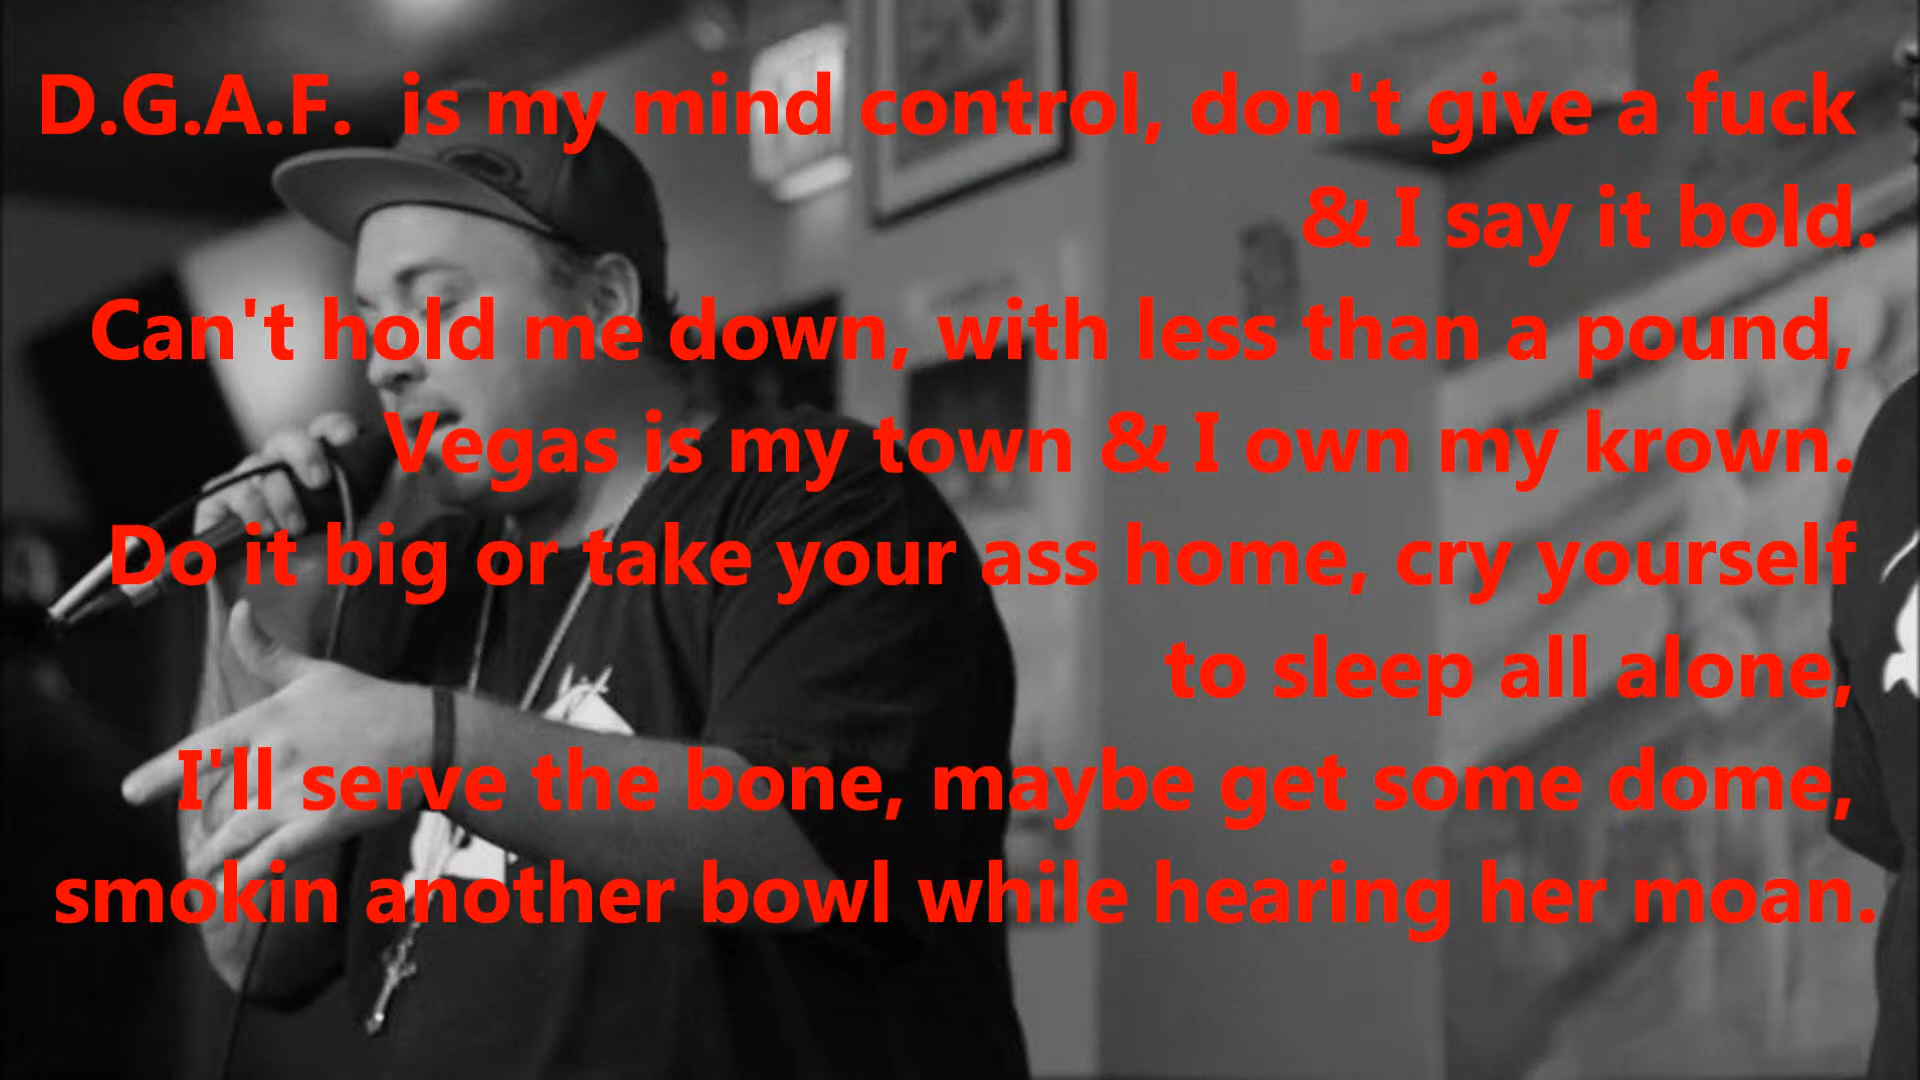 D.G.A.F.  is my mind control, don't give a fuck
& I say it bold.
Can't hold me down, with less than a pound,
Vegas is my town & I own my krown.
Do it big or take your ass home, cry yourself
to sleep all alone,
I'll serve the bone, maybe get some dome,
smokin another bowl while hearing her moan.